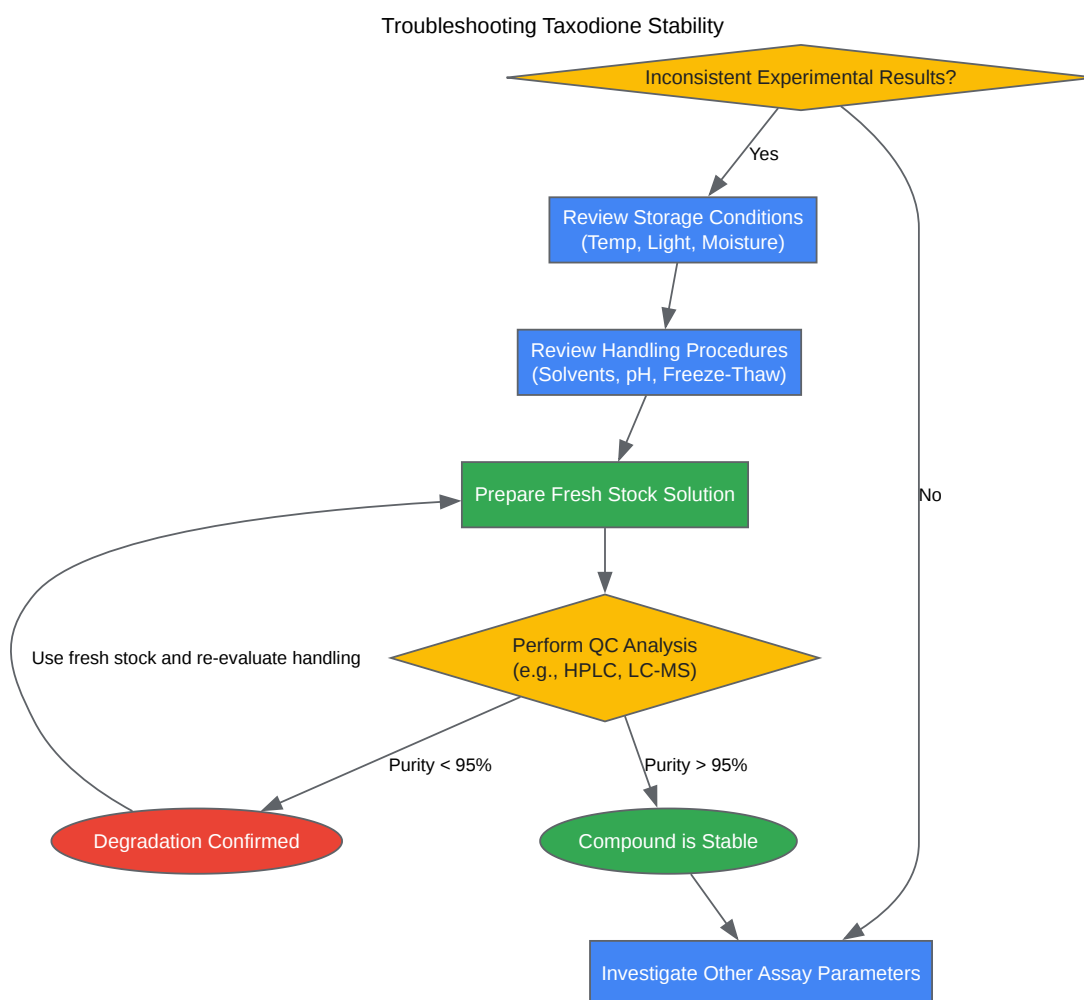 Troubleshooting Taxodione Stability
Inconsistent Experimental Results?
Yes
Review Storage Conditions
(Temp, Light, Moisture)
Review Handling Procedures
(Solvents, pH, Freeze-Thaw)
Prepare Fresh Stock Solution
No
Perform QC Analysis
(e.g., HPLC, LC-MS)
Use fresh stock and re-evaluate handling
Purity < 95%
Purity > 95%
Degradation Confirmed
Compound is Stable
Investigate Other Assay Parameters